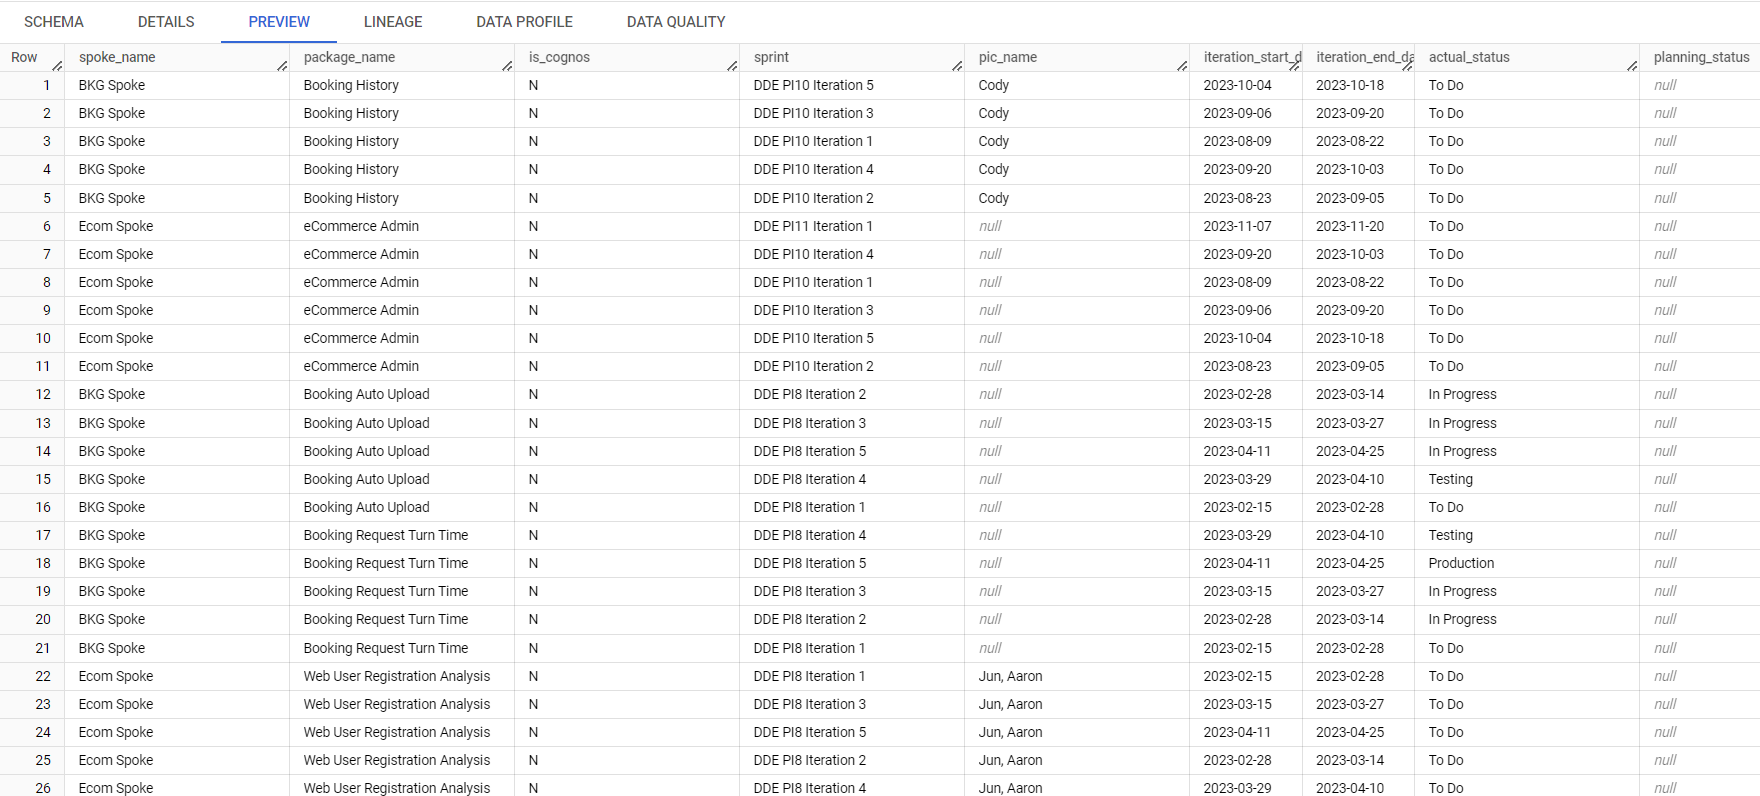 SCHEMA DETAILS PREVIEW LINEAGE DATA PROFILE DATA QUALITY
Row spoke_name package_name is_cognos sprint pic_name iteration_start_d iteration_end_da actual_status planning_status
1 BKG Spoke Booking History N DDE PI10 Iteration 5 Cody 2023-10-04 2023-10-18 To Do null
2 BKG Spoke Booking History N DDE PI10 Iteration 3 Cody 2023-09-06 2023-09-20 To Do null
3 BKG Spoke Booking History N DDE PI10 Iteration 1 Cody 2023-08-09 2023-08-22 To Do null
4 BKG Spoke Booking History N DDE PI10 Iteration 4 Cody 2023-09-20 2023-10-03 To Do null
5 BKG Spoke Booking History N DDE PI10 Iteration 2 Cody 2023-08-23 2023-09-05 To Do null
6 Ecom Spoke eCommerce Admin N DDE PI11 Iteration 1 null 2023-11-07 2023-11-20 To Do null
7 Ecom Spoke eCommerce Admin N DDE PI10 Iteration 4 null 2023-09-20 2023-10-03 To Do null
8 Ecom Spoke eCommerce Admin N DDE PI10 Iteration 1 null 2023-08-09 2023-08-22 To Do null
9 Ecom Spoke eCommerce Admin N DDE PI10 Iteration 3 null 2023-09-06 2023-09-20 To Do null
10 Ecom Spoke eCommerce Admin N DDE PI10 Iteration 5 null 2023-10-04 2023-10-18 To Do null
11 Ecom Spoke eCommerce Admin N DDE PI10 Iteration 2 null 2023-08-23 2023-09-05 To Do null
12 BKG Spoke Booking Auto Upload N DDE PI8 Iteration 2 null 2023-02-28 2023-03-14 In Progress null
13 BKG Spoke Booking Auto Upload N DDE PI8 Iteration 3 null 2023-03-15 2023-03-27 In Progress null
14 BKG Spoke Booking Auto Upload N DDE PI8 Iteration 5 null 2023-04-11 2023-04-25 In Progress null
15 BKG Spoke Booking Auto Upload N DDE PI8 Iteration 4 null 2023-03-29 2023-04-10 Testing null
16 BKG Spoke Booking Auto Upload N DDE PI8 Iteration 1 null 2023-02-15 2023-02-28 To Do null
17 BKG Spoke Booking Request Turn Time N DDE PI8 Iteration 4 null 2023-03-29 2023-04-10 Testing null
18 BKG Spoke Booking Request Turn Time N DDE PI8 Iteration 5 null 2023-04-11 2023-04-25 Production null
19 BKG Spoke Booking Request Turn Time N DDE PI8 Iteration 3 null 2023-03-15 2023-03-27 In Progress null
20 BKG Spoke Booking Request Turn Time N DDE PI8 Iteration 2 null 2023-02-28 2023-03-14 In Progress null
21 BKG Spoke Booking Request Turn Time N DDE PI8 Iteration 1 null 2023-02-15 2023-02-28 To Do null
22 Ecom Spoke Web User Registration Analysis N DDE PI8 Iteration 1 Jun, Aaron 2023-02-15 2023-02-28 To Do null
23 Ecom Spoke Web User Registration Analysis N DDE PI8 Iteration 3 Jun, Aaron 2023-03-15 2023-03-27 To Do null
24 Ecom Spoke Web User Registration Analysis N DDE PI8 Iteration 5 Jun, Aaron 2023-04-11 2023-04-25 To Do null
25 Ecom Spoke Web User Registration Analysis N DDE PI8 Iteration 2 Jun, Aaron 2023-02-28 2023-03-14 To Do null
26 Ecom Spoke Web User Registration Analysis N DDE PI8 Iteration 4 Jun, Aaron 2023-03-29 2023-04-10 To Do null